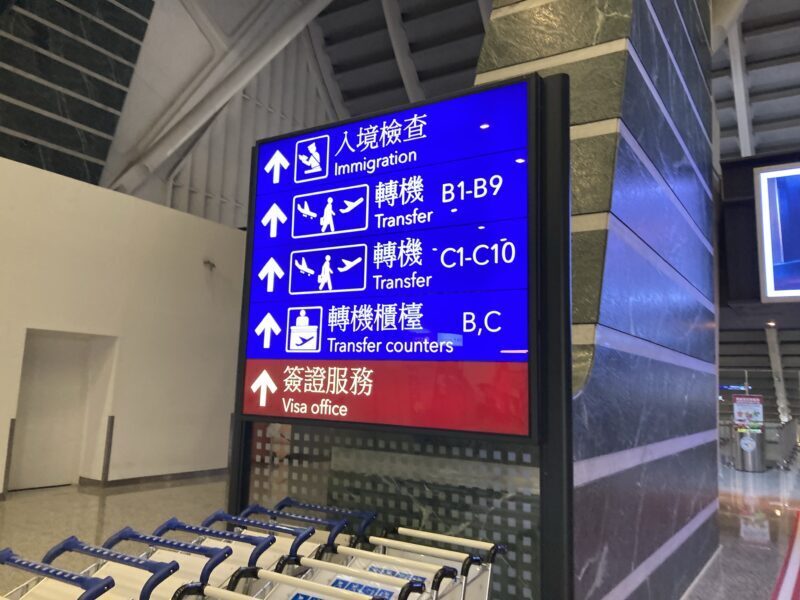 入境檢查
Immigration
轉機 B1-B9
Transfer
轉機 C1-C10
Transfer
轉機櫃檯 B,C
Transfer counters
簽證服務
Visa office